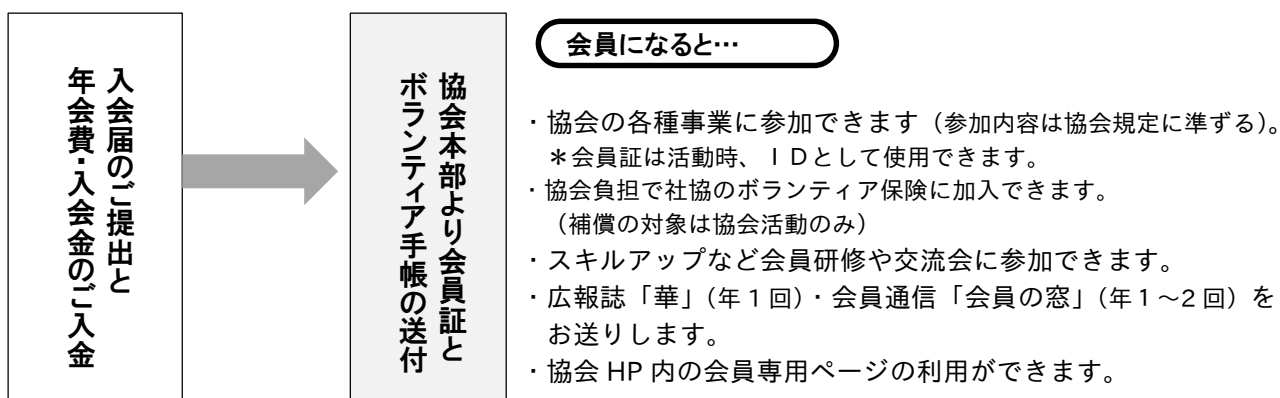 入会届のご提出と
年会費・入会金のご入金
協会本部より会員証と
ボランティア手帳の送付
会員になると…
・協会の各種事業に参加できます（参加内容は協会規定に準ずる）。
＊会員証は活動時、ＩＤとして使用できます。
・協会負担で社協のボランティア保険に加入できます。
（補償の対象は協会活動のみ）
・スキルアップなど会員研修や交流会に参加できます。
・広報誌「華」（年１回）・会員通信「会員の窓」（年１～２回）を
お送りします。
・協会 HP 内の会員専用ページの利用ができます。